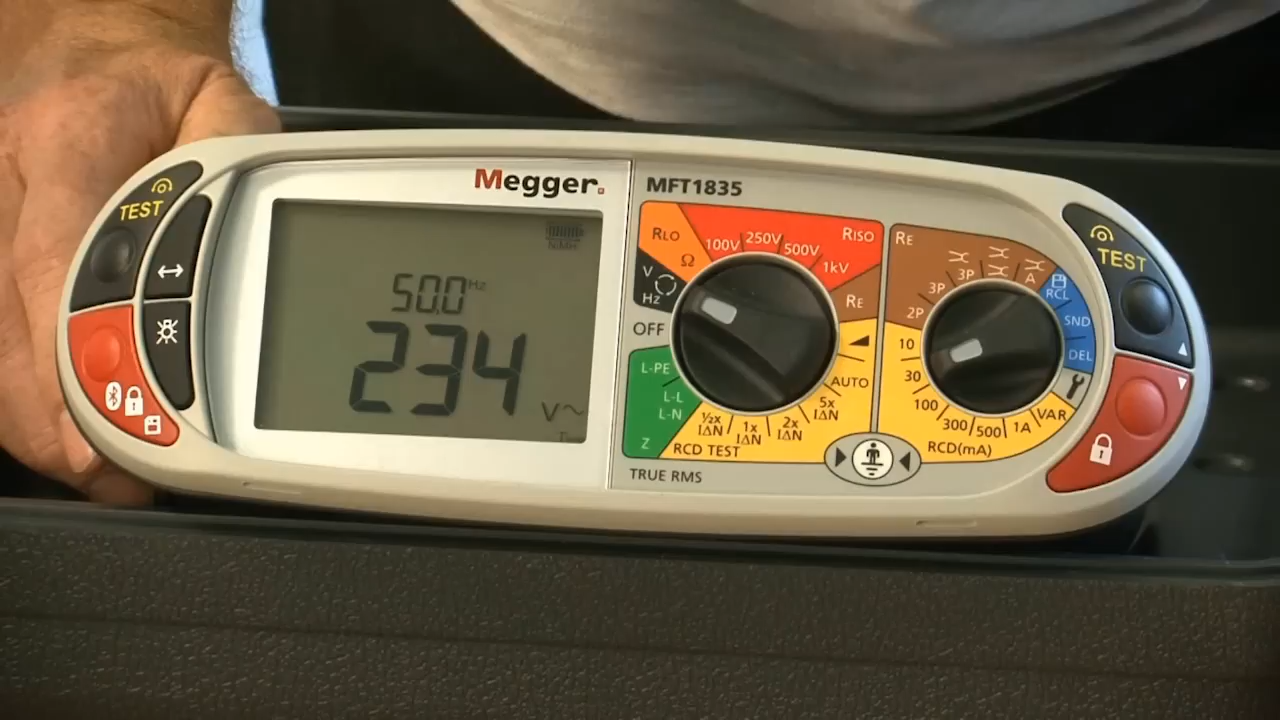 Megger.
MFT1835
TEST
NiMH
50.0 Hz
234 V~
RLO
Ω
100V
250V
500V
1kV
RISO
V
Hz
RE
OFF
L-PE
L-L
L-N
Z
½x IΔN
1x IΔN
2x IΔN
5x IΔN
AUTO
RCD TEST
TRUE RMS
RE
2P
3P
3P
A
RCL
SND
DEL
10
30
100
300
500
1A
VAR
RCD(mA)
TEST